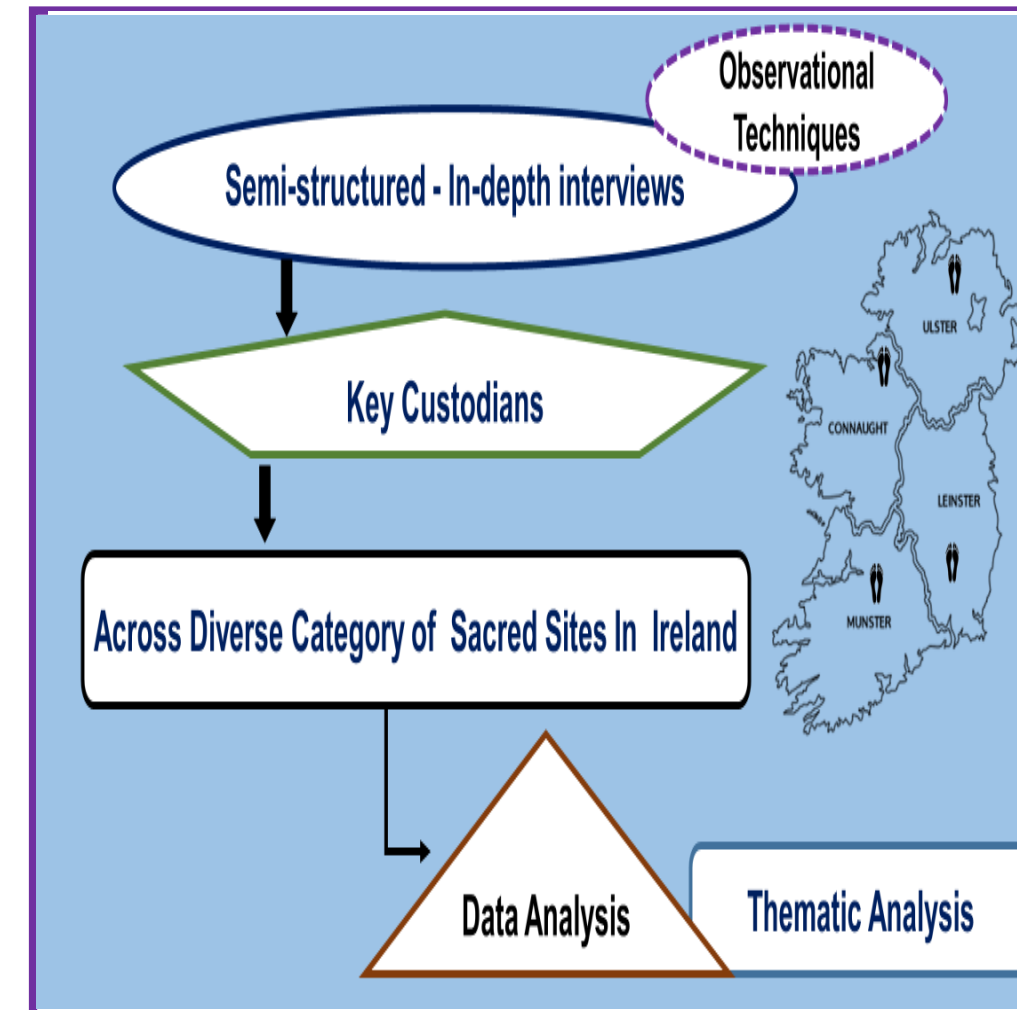 Observational
Techniques
Semi-structured - In-depth interviews
ULSTER
Key Custodians
CONNAUGHT
LEINSTER
Across Diverse Category of Sacred Sites In Ireland
MUNSTER
Data Analysis
Thematic Analysis